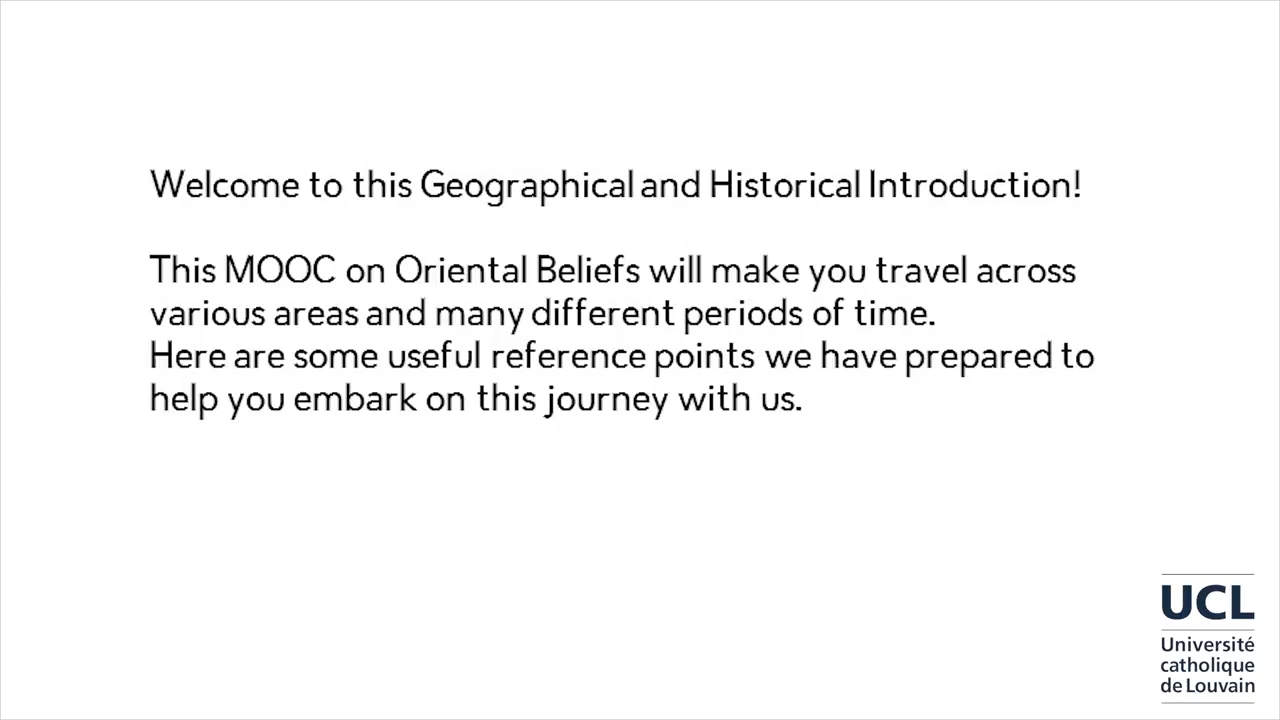 Welcome to this Geographical and Historical Introduction!
This MOOC on Oriental Beliefs will make you travel across
various areas and many different periods of time.
Here are some useful reference points we have prepared to
help you embark on this journey with us.
UCL
Université
catholique
de Louvain